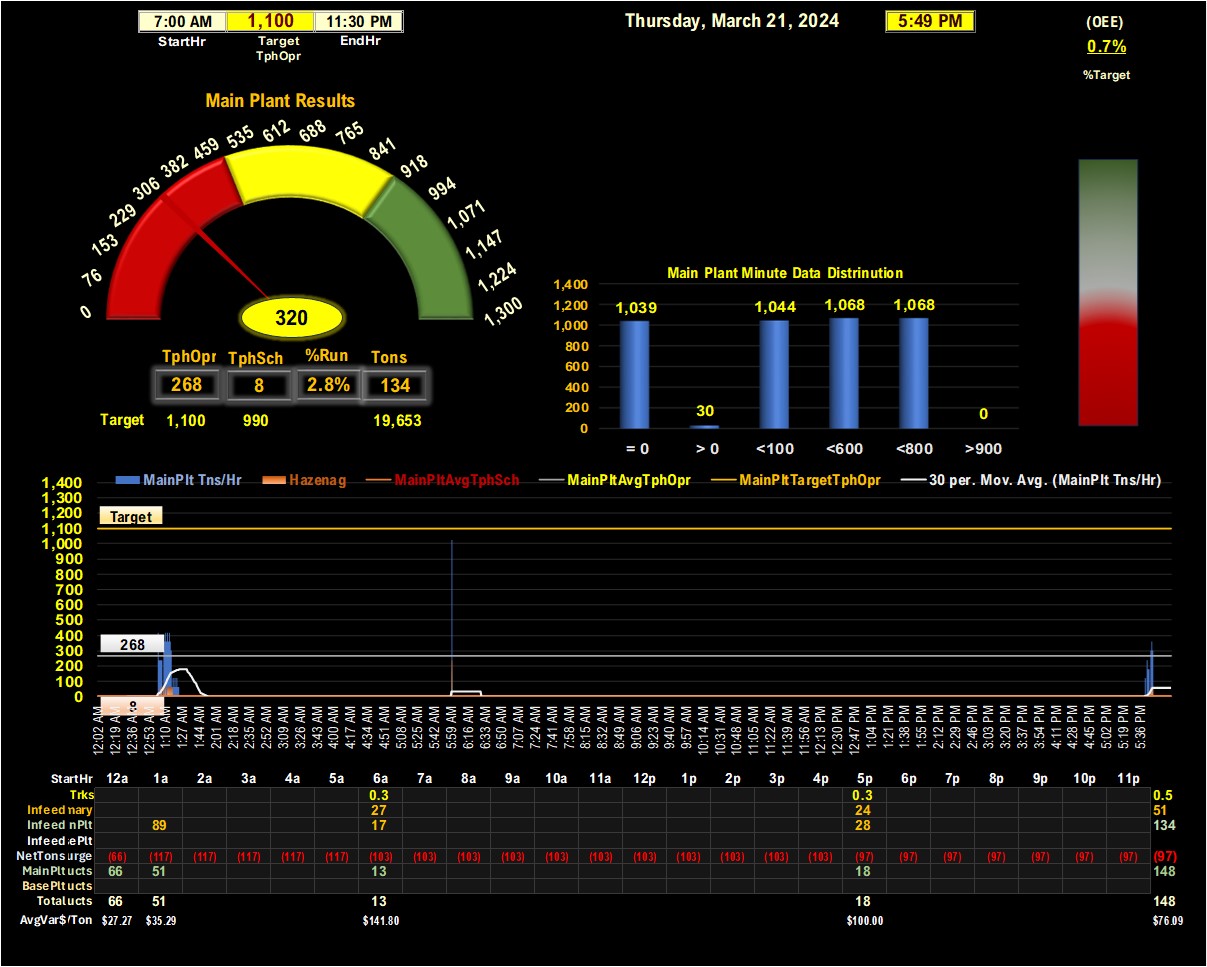 7:00 AM 1,100 11:30 PM Thursday, March 21, 2024 5:49 PM (OEE)
StartHr Target TphOpr EndHr 0.7%
%Target
Main Plant Results
0 76 153 229 306 382 459 535 612 688 765 841 918 994 1,071 1,147 1,224 1,300
320
TphOpr TphSch %Run Tons
268 8 2.8% 134
Target 1,100 990 19,653
Main Plant Minute Data Distrinution
1,400
1,200
1,000
800
600
400
200
0
1,039 30 1,044 1,068 1,068 0
= 0 > 0 <100 <600 <800 >900
MainPlt Tns/Hr Hazenag MainPltAvgTphSch MainPltAvgTphOpr MainPltTargetTphOpr 30 per. Mov. Avg. (MainPlt Tns/Hr)
1,400
1,300
1,200
1,100
1,000
900
800
700
600
500
400
300
200
100
0
Target
268
8
12:02 AM 12:19 AM 12:36 AM 12:53 AM 1:10 AM 1:27 AM 1:44 AM 2:01 AM 2:18 AM 2:35 AM 2:52 AM 3:09 AM 3:26 AM 3:43 AM 4:00 AM 4:17 AM 4:34 AM 4:51 AM 5:08 AM 5:25 AM 5:42 AM 5:59 AM 6:16 AM 6:33 AM 6:50 AM 7:07 AM 7:24 AM 7:41 AM 7:58 AM 8:15 AM 8:32 AM 8:49 AM 9:06 AM 9:23 AM 9:40 AM 9:57 AM 10:14 AM 10:31 AM 10:48 AM 11:05 AM 11:22 AM 11:39 AM 11:56 AM 12:13 PM 12:30 PM 12:47 PM 1:04 PM 1:21 PM 1:38 PM 1:55 PM 2:12 PM 2:29 PM 2:46 PM 3:03 PM 3:20 PM 3:37 PM 3:54 PM 4:11 PM 4:28 PM 4:45 PM 5:02 PM 5:19 PM 5:36 PM
StartHr 12a 1a 2a 3a 4a 5a 6a 7a 8a 9a 10a 11a 12p 1p 2p 3p 4p 5p 6p 7p 8p 9p 10p 11p
Trks 0.3 0.3 0.5
Infeed nary 27 24 51
Infeed nPlt 89 17 28 134
Infeed ePlt
NetTons urge (66) (117) (117) (117) (117) (117) (103) (103) (103) (103) (103) (103) (103) (103) (103) (103) (103) (97) (97) (97) (97) (97) (97) (97) (97)
MainPlt ucts 66 51 13 18 148
BasePlt ucts
Total ucts 66 51 13 18 148
AvgVar$/Ton $27.27 $35.29 $141.80 $100.00 $76.09